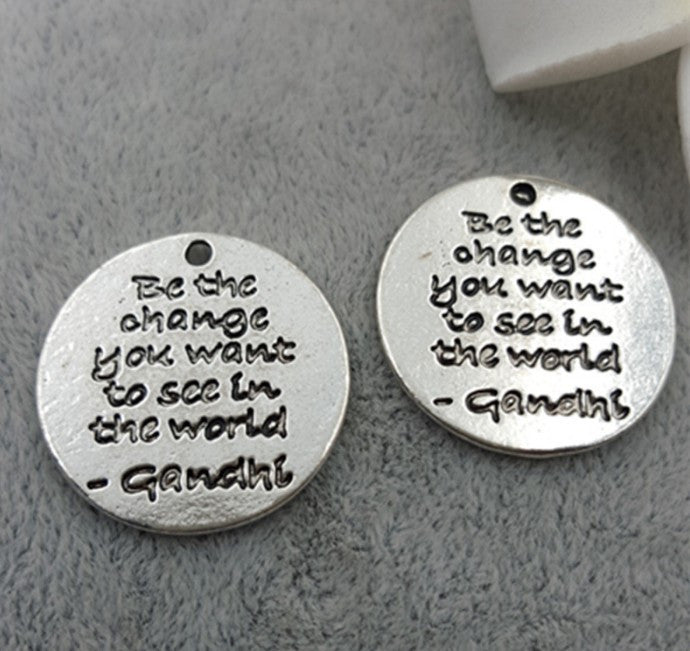 Be the
change
you want
to see in
the world
- Gandhi
Be the
change
you want
to see in
the world
- Gandhi